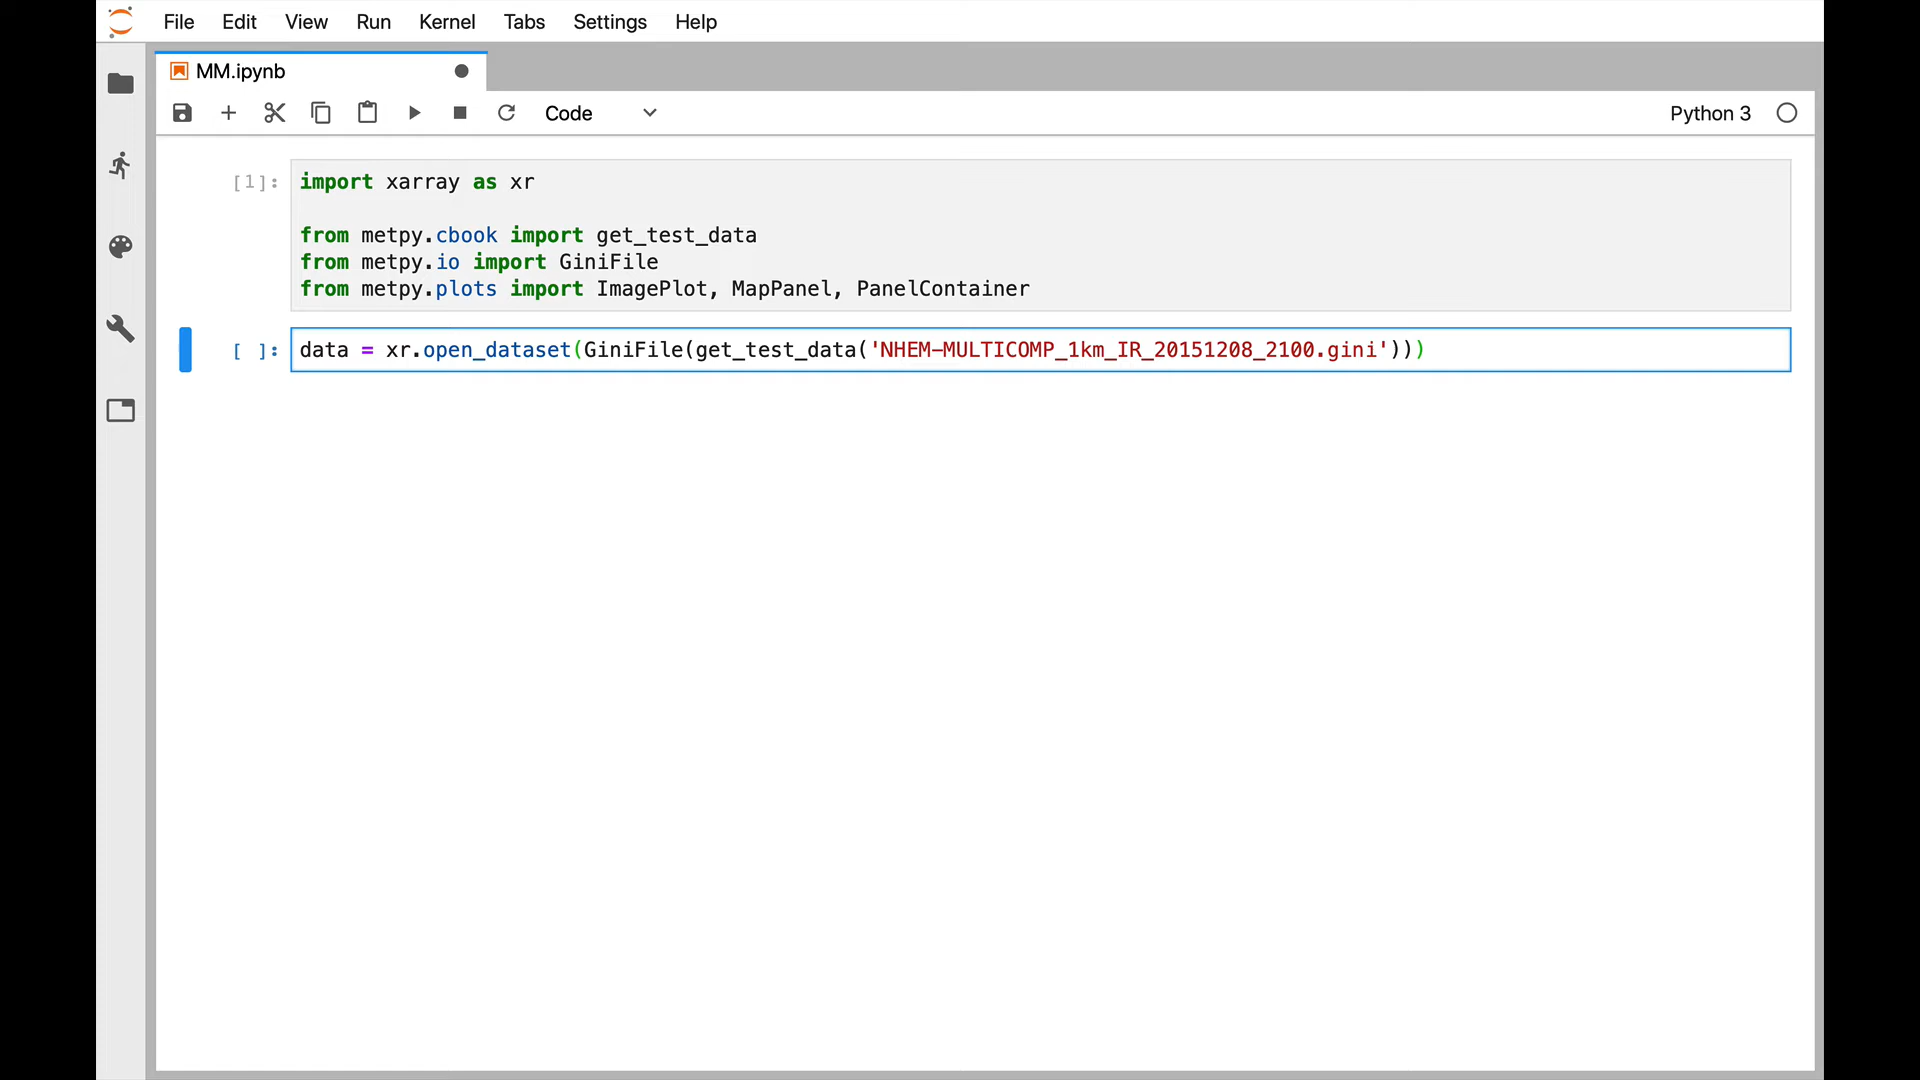 File Edit View Run Kernel Tabs Settings Help
MM.ipynb
Code
Python 3
[1]:
import xarray as xr
from metpy.cbook import get_test_data
from metpy.io import GiniFile
from metpy.plots import ImagePlot, MapPanel, PanelContainer
[ ]:
data = xr.open_dataset(GiniFile(get_test_data('NHEM-MULTICOMP_1km_IR_20151208_2100.gini')))